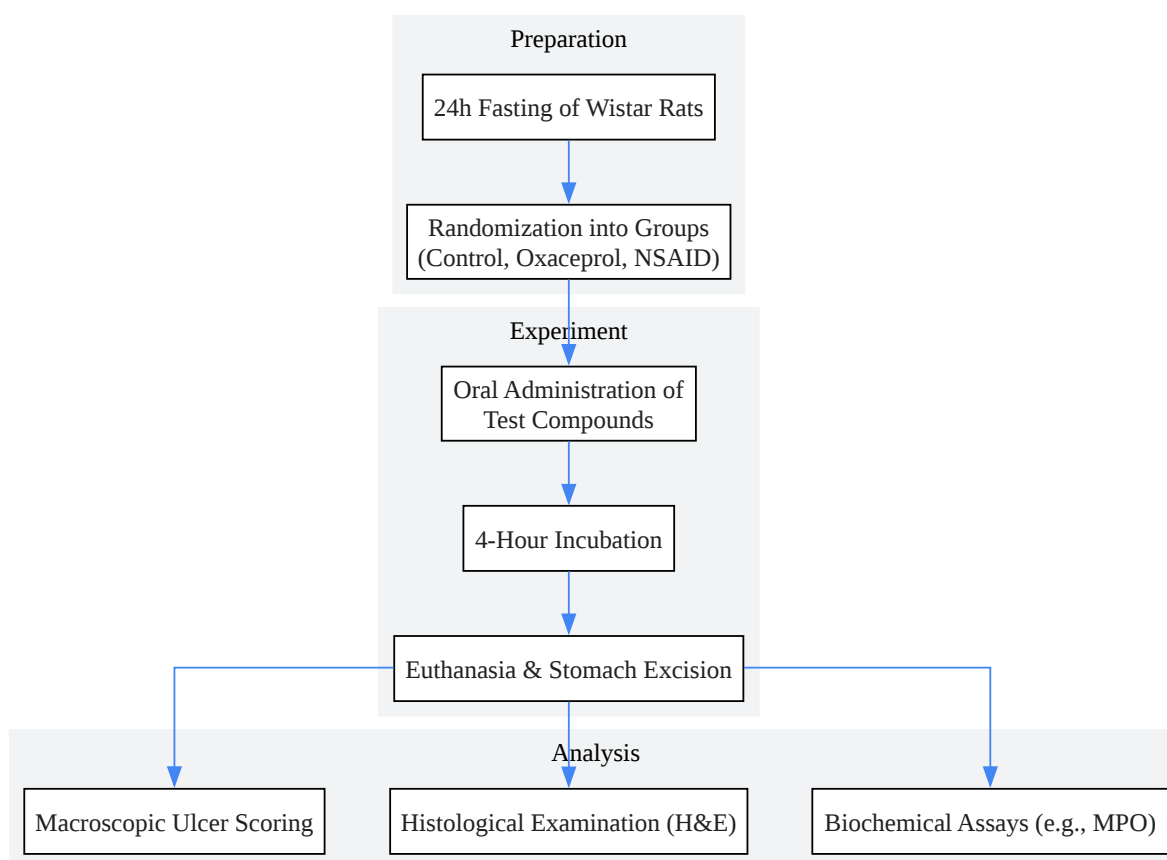 Preparation
24h Fasting of Wistar Rats
Randomization into Groups
(Control, Oxaceprol, NSAID)
Experiment
Oral Administration of
Test Compounds
4-Hour Incubation
Euthanasia & Stomach Excision
Analysis
Macroscopic Ulcer Scoring
Histological Examination (H&E)
Biochemical Assays (e.g., MPO)